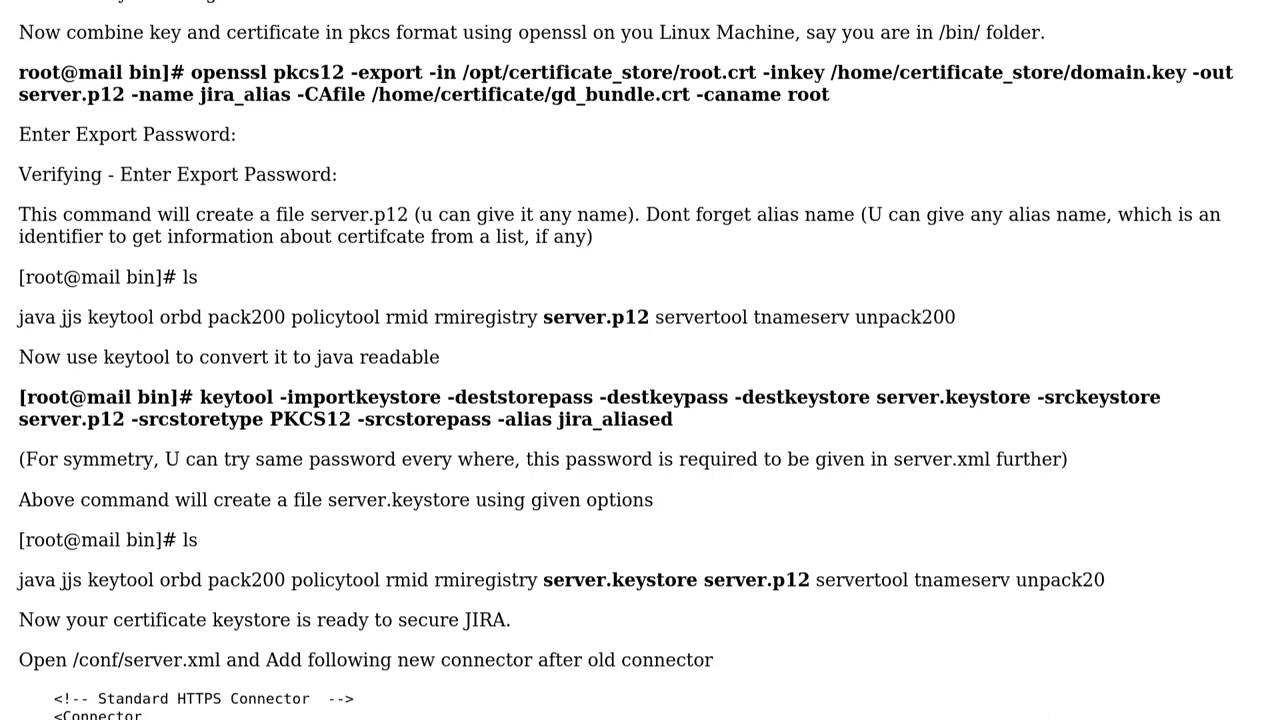 Now combine key and certificate in pkcs format using openssl on you Linux Machine, say you are in /bin/ folder.
root@mail bin]# openssl pkcs12 -export -in /opt/certificate_store/root.crt -inkey /home/certificate_store/domain.key -out
server.p12 -name jira_alias -CAfile /home/certificate/gd_bundle.crt -caname root
Enter Export Password:
Verifying - Enter Export Password:
This command will create a file server.p12 (u can give it any name). Dont forget alias name (U can give any alias name, which is an
identifier to get information about certifcate from a list, if any)
[root@mail bin]# ls
java jjs keytool orbd pack200 policytool rmid rmiregistry server.p12 servertool tnameserv unpack200
Now use keytool to convert it to java readable
[root@mail bin]# keytool -importkeystore -deststorepass -destkeypass -destkeystore server.keystore -srckeystore
server.p12 -srcstoretype PKCS12 -srcstorepass -alias jira_aliased
(For symmetry, U can try same password every where, this password is required to be given in server.xml further)
Above command will create a file server.keystore using given options
[root@mail bin]# ls
java jjs keytool orbd pack200 policytool rmid rmiregistry server.keystore server.p12 servertool tnameserv unpack20
Now your certificate keystore is ready to secure JIRA.
Open /conf/server.xml and Add following new connector after old connector
<!-- Standard HTTPS Connector  -->
<Connector